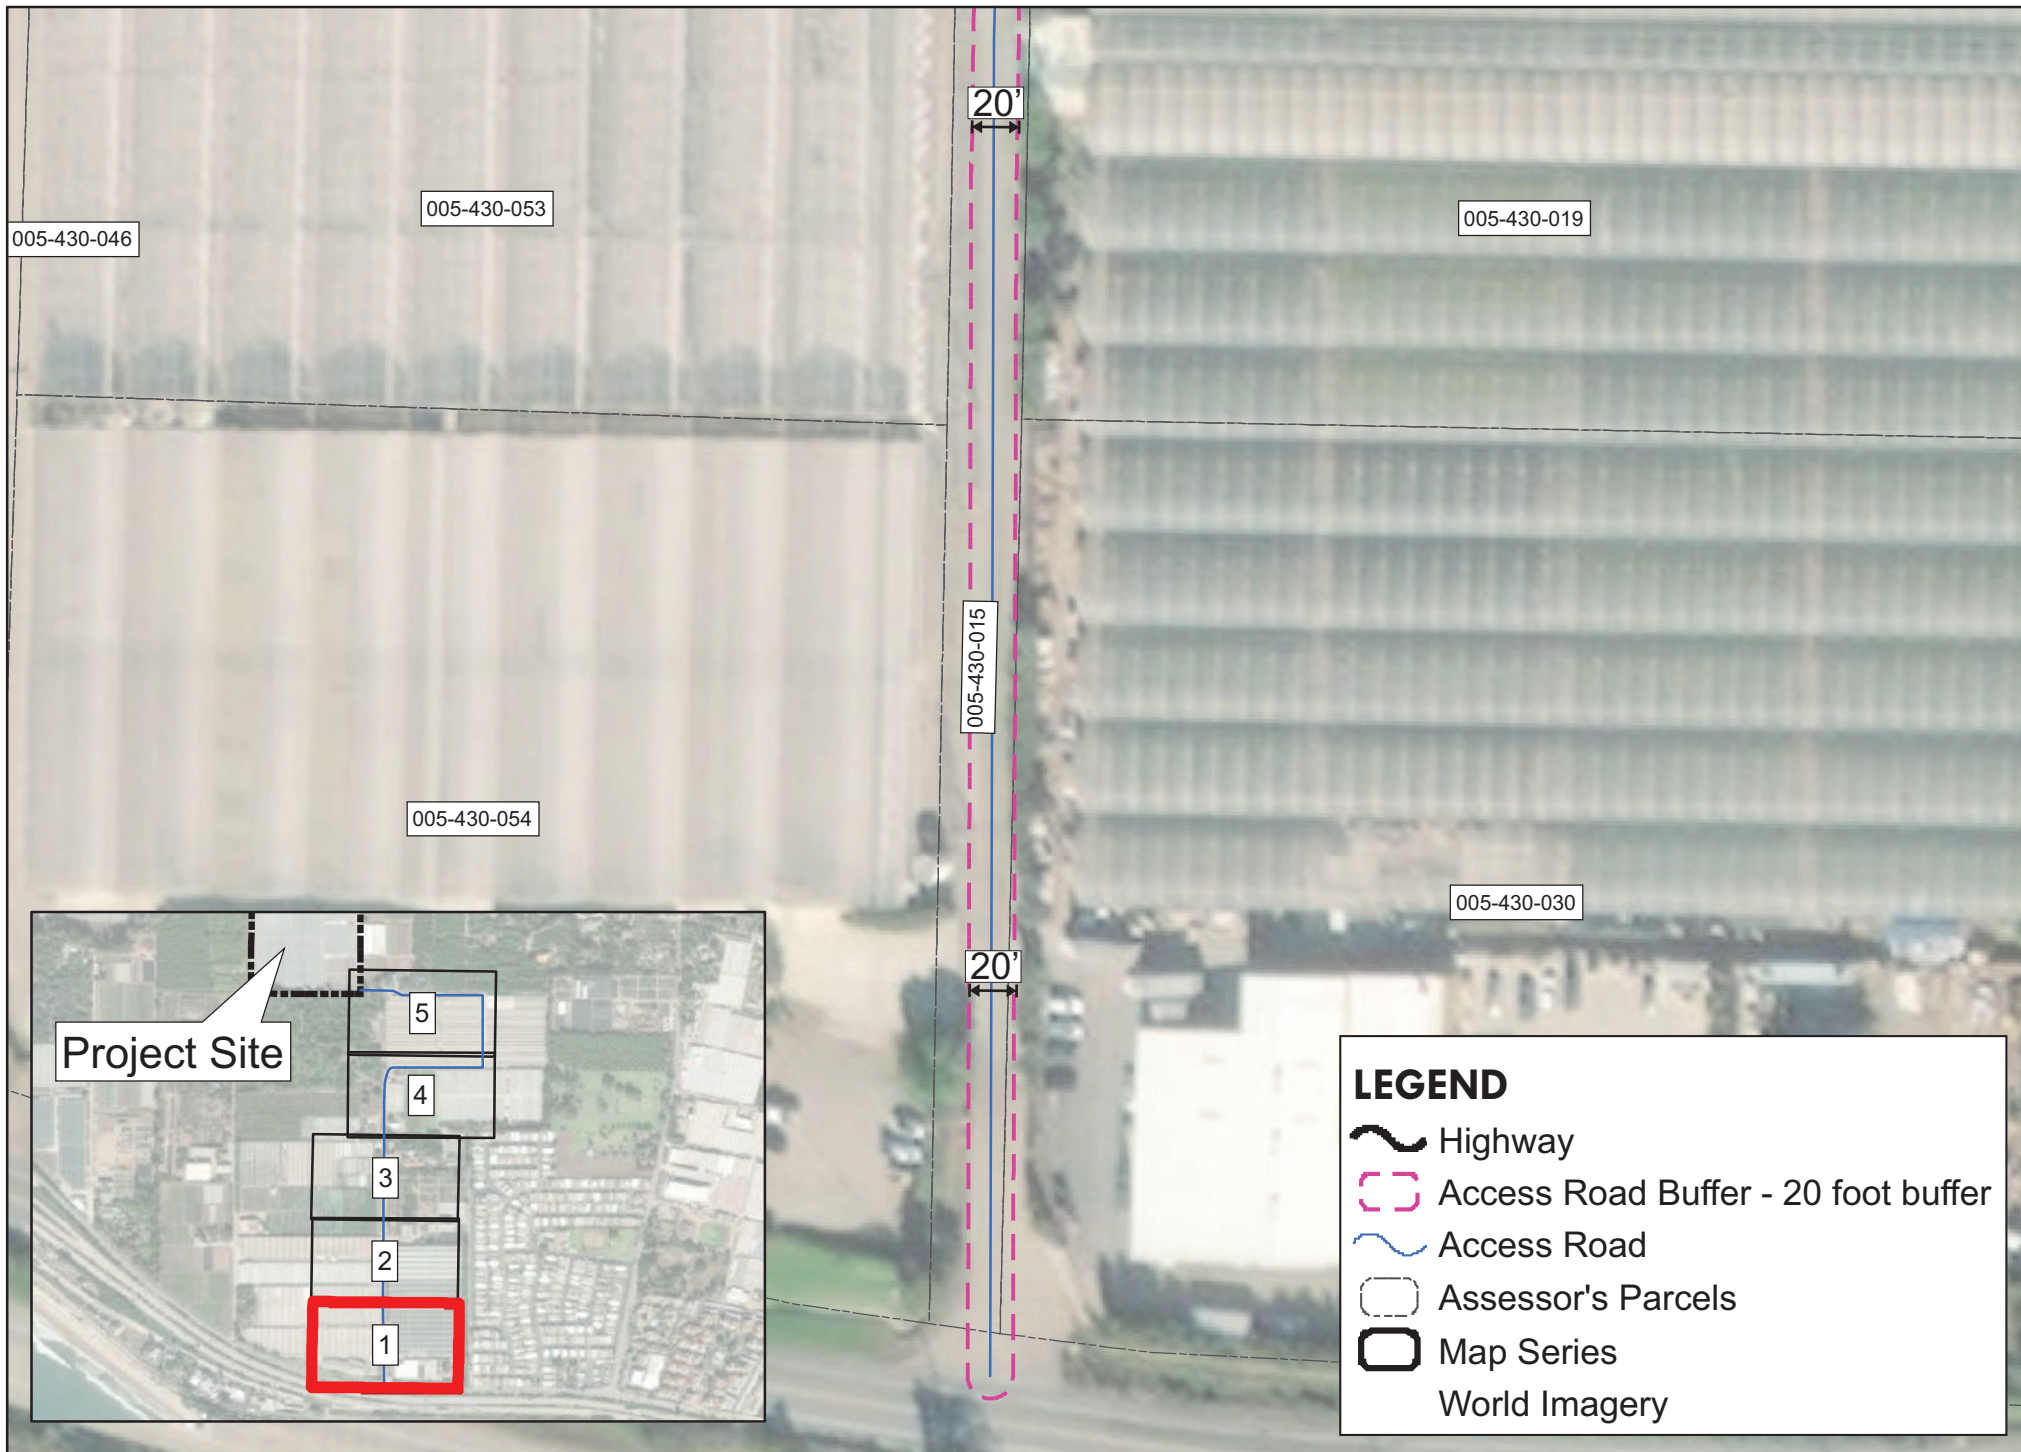 20’
005-430-053
005-430-019
005-430-046
005-430-015
005-430-054
005-430-030
20’
Project Site
5
4
3
2
1
LEGEND
Highway
Access Road Buffer - 20 foot buffer
Access Road
Assessor's Parcels
Map Series
World Imagery